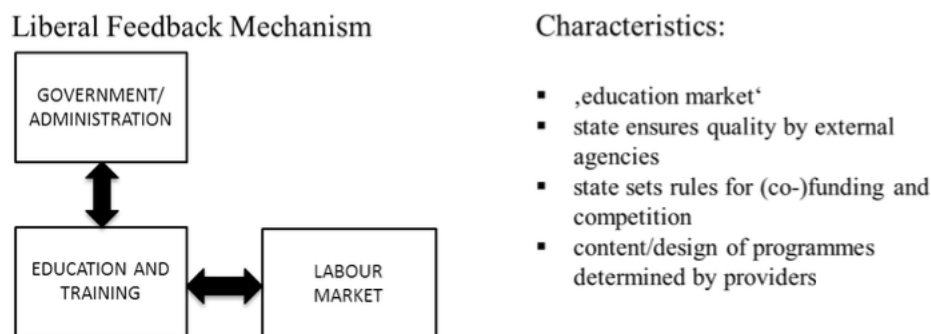 Liberal Feedback Mechanism
GOVERNMENT/
ADMINISTRATION
EDUCATION AND
TRAINING
LABOUR
MARKET
Characteristics:
▪ ‚education market‘
▪ state ensures quality by external
agencies
▪ state sets rules for (co-)funding and
competition
▪ content/design of programmes
determined by providers